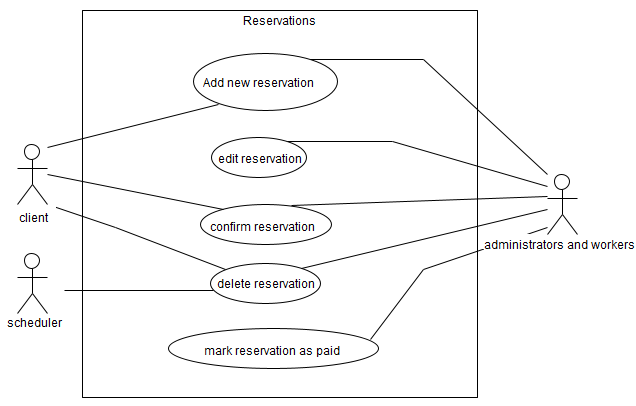 Reservations
Add new reservation
edit reservation
client
confirm reservation
administrators and workers
delete reservation
scheduler
mark reservation as paid